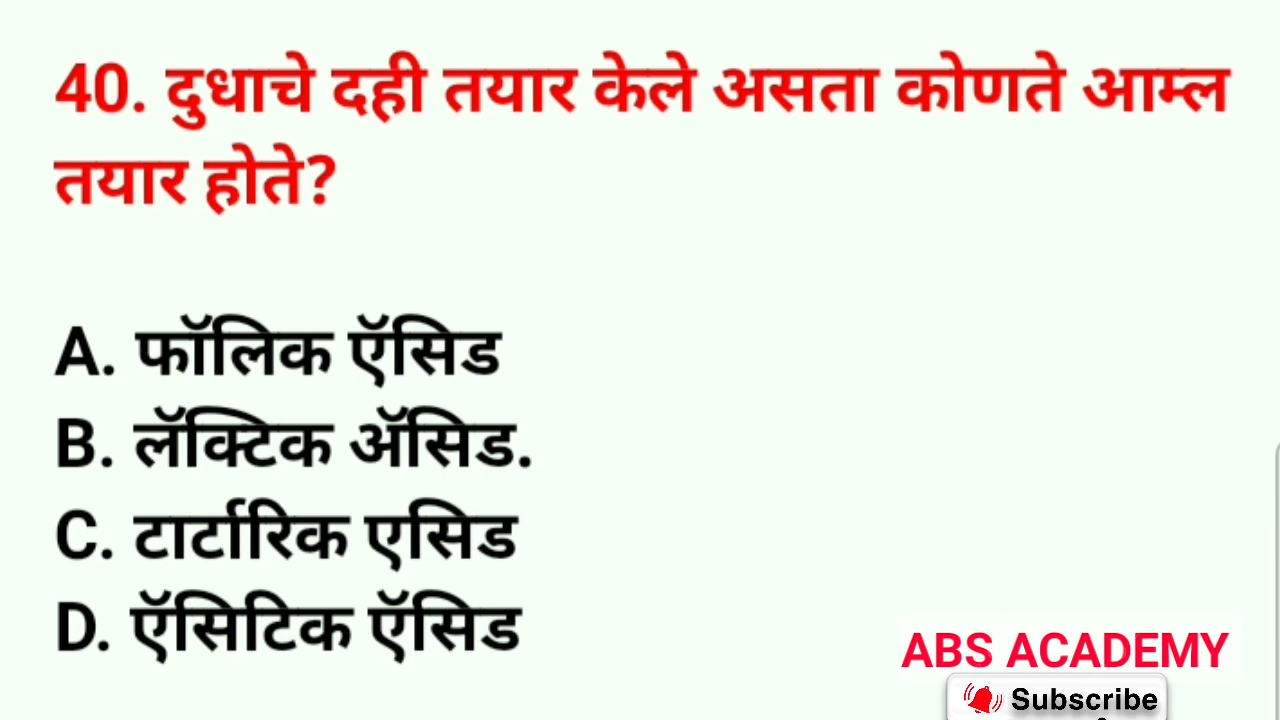 40. दुधाचे दही तयार केले असता कोणते आम्ल
तयार होते?
A. फॉलिक ऍसिड
B. लॅक्टिक ॲसिड.
C. टार्टारिक एसिड
D. ऍसिटिक ऍसिड
ABS ACADEMY
Subscribe